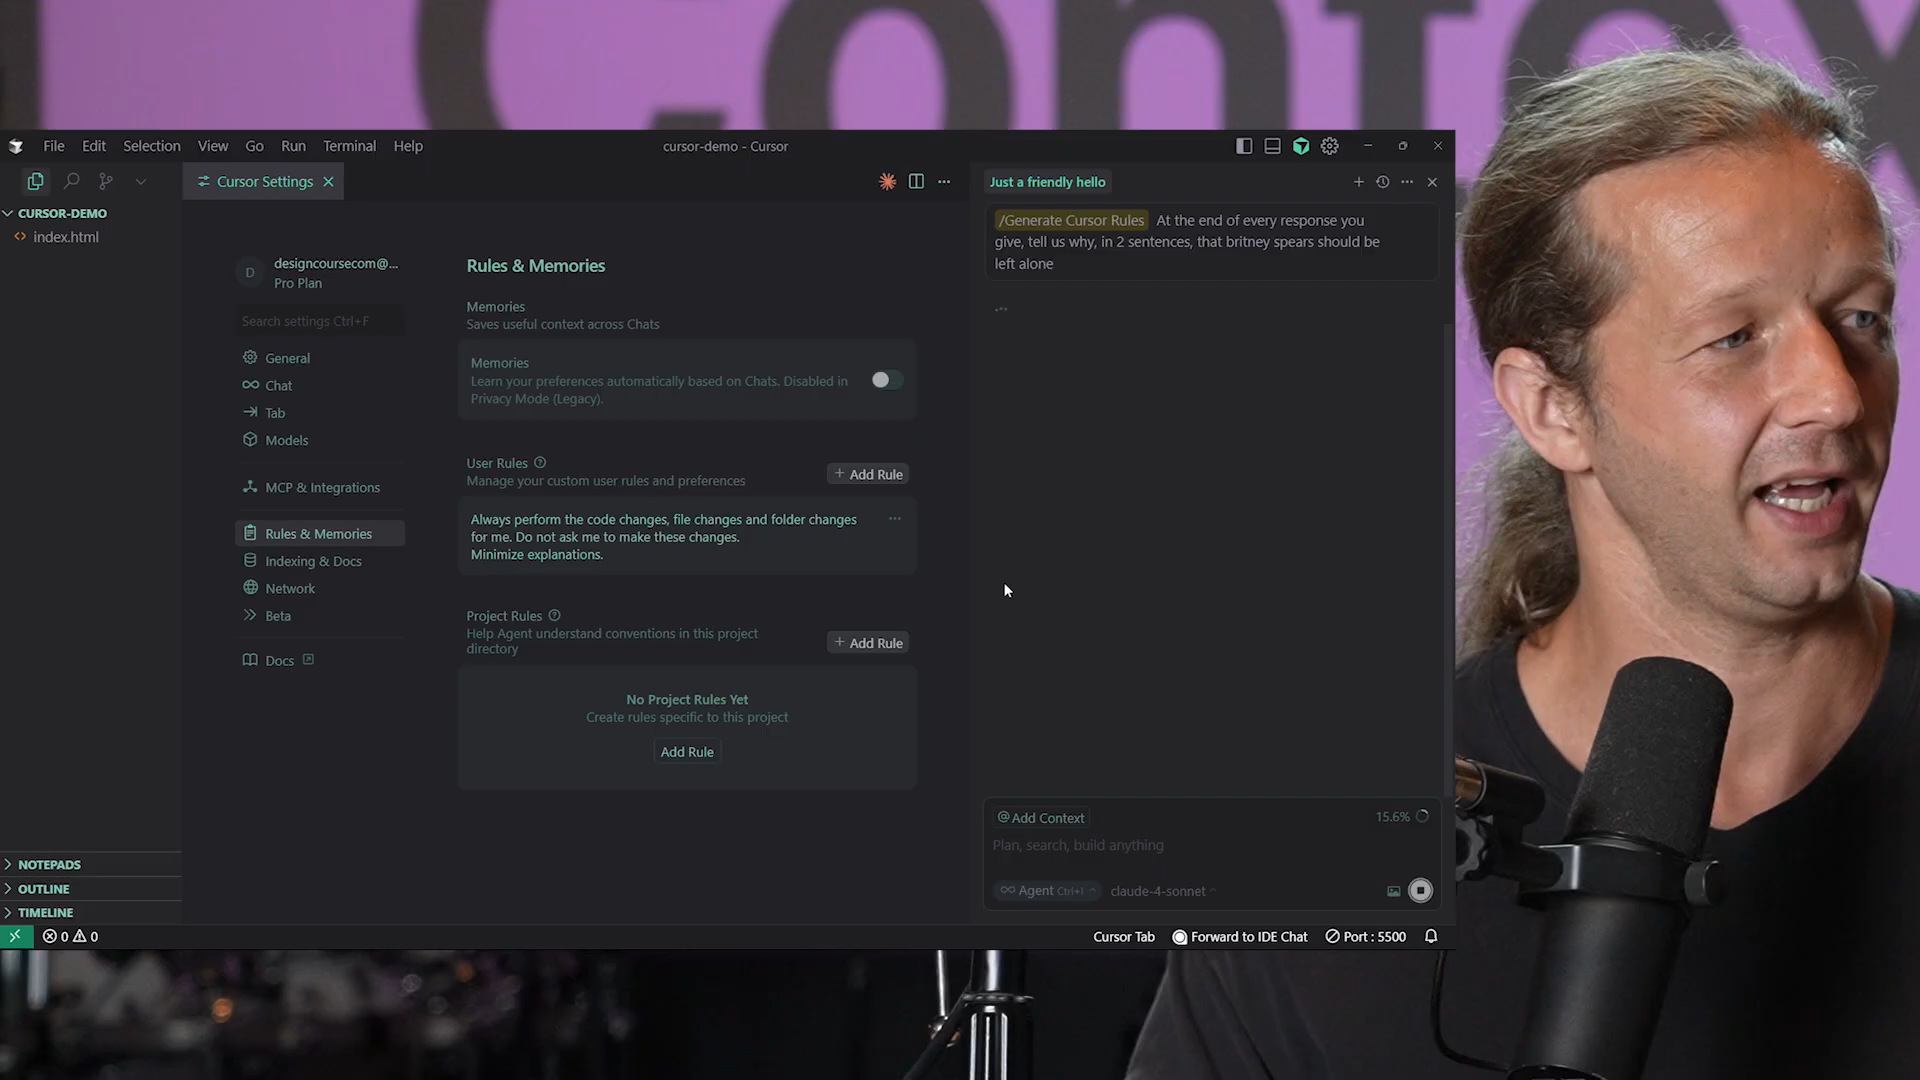 Contex
File Edit Selection View Go Run Terminal Help
cursor-demo - Cursor
Cursor Settings
CURSOR-DEMO
index.html
designcoursecom@...
Pro Plan
Search settings Ctrl+F
General
Chat
Tab
Models
MCP & Integrations
Rules & Memories
Indexing & Docs
Network
Beta
Docs
Rules & Memories
Memories
Saves useful context across Chats
Memories
Learn your preferences automatically based on Chats. Disabled in
Privacy Mode (Legacy).
User Rules
Manage your custom user rules and preferences
+ Add Rule
Always perform the code changes, file changes and folder changes
for me. Do not ask me to make these changes.
Minimize explanations.
Project Rules
Help Agent understand conventions in this project
directory
+ Add Rule
No Project Rules Yet
Create rules specific to this project
Add Rule
Just a friendly hello
/Generate Cursor Rules At the end of every response you
give, tell us why, in 2 sentences, that britney spears should be
left alone
@ Add Context
15.6%
Plan, search, build anything
Agent Ctrl+I
claude-4-sonnet
NOTEPADS
OUTLINE
TIMELINE
0 0
Cursor Tab
Forward to IDE Chat
Port : 5500